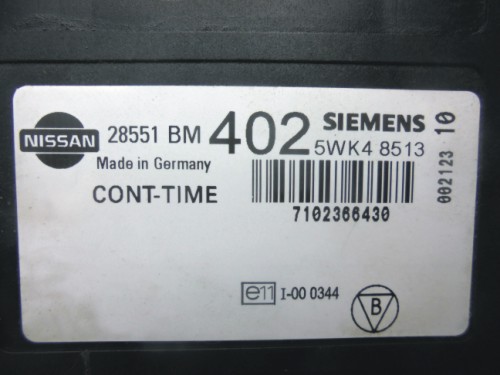 NISSAN 28551 BM 402 SIEMENS
5WK4 8513
Made in Germany
CONT-TIME
7102366430
002123 10
e11 I-00 0344
B